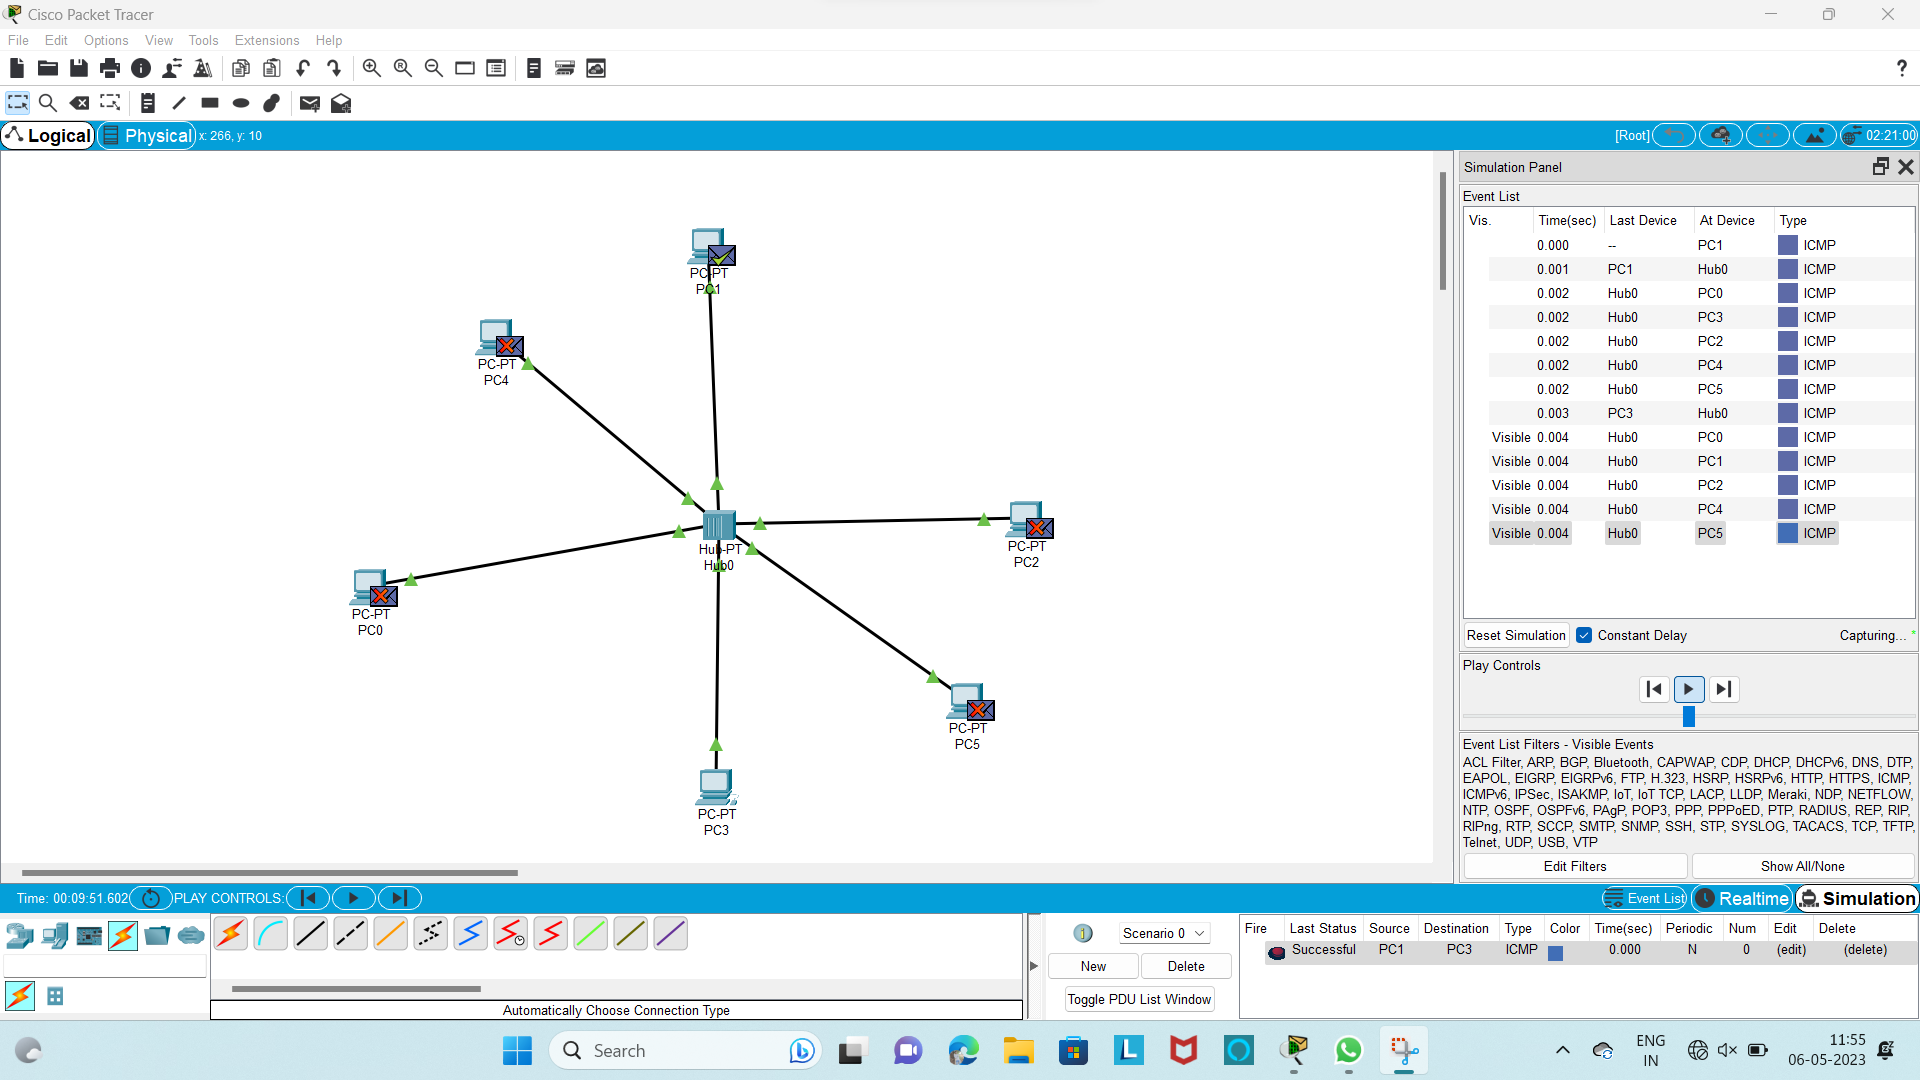 Cisco Packet Tracer
File Edit Options View Tools Extensions Help
?
Logical Physical x: 266, y: 10 [Root] 02:21:00
Simulation Panel
Event List
Vis. Time(sec) Last Device At Device Type
0.000 -- PC1 ICMP
0.001 PC1 Hub0 ICMP
0.002 Hub0 PC0 ICMP
0.002 Hub0 PC3 ICMP
0.002 Hub0 PC2 ICMP
0.002 Hub0 PC4 ICMP
0.002 Hub0 PC5 ICMP
0.003 PC3 Hub0 ICMP
Visible 0.004 Hub0 PC0 ICMP
Visible 0.004 Hub0 PC1 ICMP
Visible 0.004 Hub0 PC2 ICMP
Visible 0.004 Hub0 PC4 ICMP
Visible 0.004 Hub0 PC5 ICMP
Reset Simulation Constant Delay Capturing... *
Play Controls
Event List Filters - Visible Events
ACL Filter, ARP, BGP, Bluetooth, CAPWAP, CDP, DHCP, DHCPv6, DNS, DTP,
EAPOL, EIGRP, EIGRPv6, FTP, H.323, HSRP, HSRPv6, HTTP, HTTPS, ICMP,
ICMPv6, IPSec, ISAKMP, IoT, IoT TCP, LACP, LLDP, Meraki, NDP, NETFLOW,
NTP, OSPF, OSPFv6, PAgP, POP3, PPP, PPPoED, PTP, RADIUS, REP, RIP,
RIPng, RTP, SCCP, SMTP, SNMP, SSH, STP, SYSLOG, TACACS, TCP, TFTP,
Telnet, UDP, USB, VTP
Edit Filters Show All/None
PC-PT
PC1
PC-PT
PC4
PC-PT
PC2
Hub-PT
Hub0
PC-PT
PC0
PC-PT
PC5
PC-PT
PC3
Time: 00:09:51.602 PLAY CONTROLS: Event List Realtime Simulation
Automatically Choose Connection Type
1 Scenario 0
New Delete
Toggle PDU List Window
Fire Last Status Source Destination Type Color Time(sec) Periodic Num Edit Delete
Successful PC1 PC3 ICMP 0.000 N 0 (edit) (delete)
Search
L
ENG
IN
11:55
06-05-2023